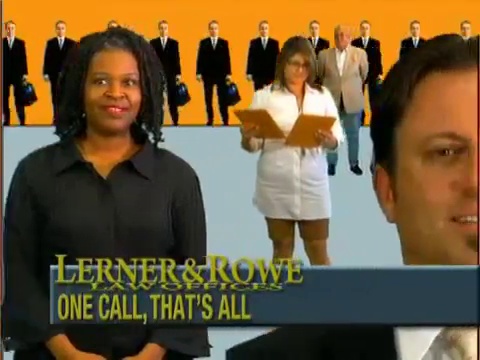 LERNER & ROWE
LAW OFFICES
ONE CALL, THAT'S ALL